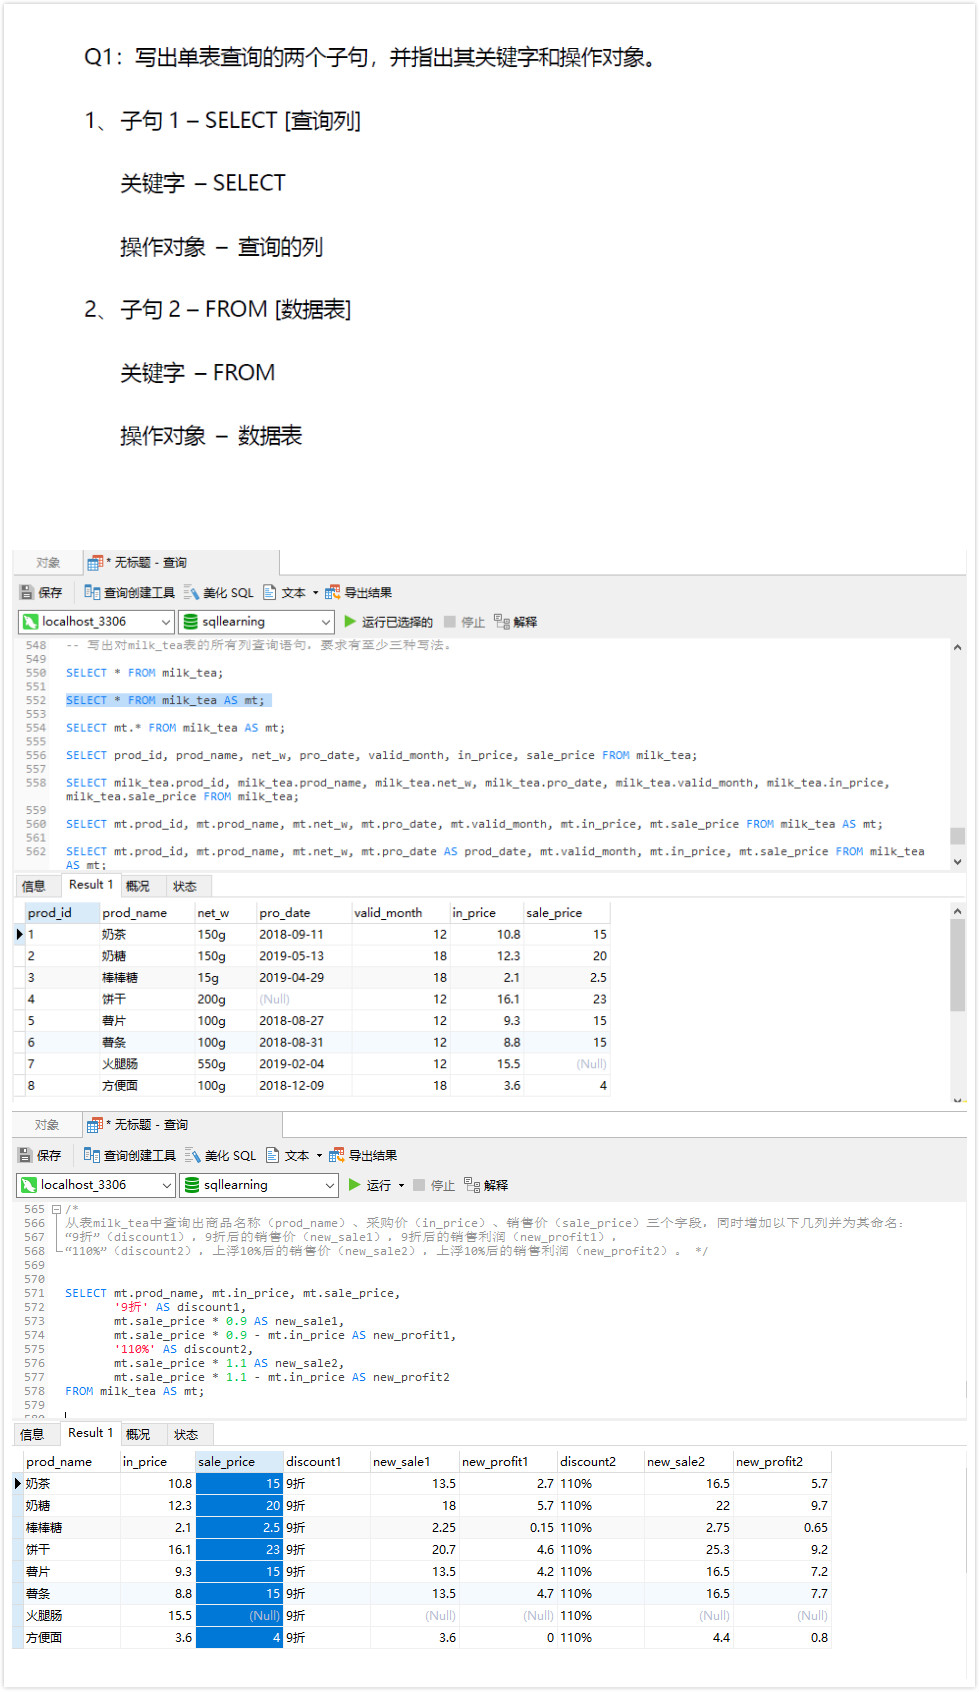 Q1：写出单表查询的两个子句，并指出其关键字和操作对象。
1、 子句 1 – SELECT [查询列]
关键字 – SELECT
操作对象 – 查询的列
2、 子句 2 – FROM [数据表]
关键字 – FROM
操作对象 – 数据表
对象 * 无标题 - 查询
保存 查询创建工具 美化 SQL 文本 导出结果
localhost_3306 sqllearning 运行已选择的 停止 解释
548 -- 写出对milk_tea表的所有列查询语句，要求有至少三种写法。
549
550 SELECT * FROM milk_tea;
551
552 SELECT * FROM milk_tea AS mt;
553
554 SELECT mt.* FROM milk_tea AS mt;
555
556 SELECT prod_id, prod_name, net_w, pro_date, valid_month, in_price, sale_price FROM milk_tea;
557
558 SELECT milk_tea.prod_id, milk_tea.prod_name, milk_tea.net_w, milk_tea.pro_date, milk_tea.valid_month, milk_tea.in_price,
milk_tea.sale_price FROM milk_tea;
559
560 SELECT mt.prod_id, mt.prod_name, mt.net_w, mt.pro_date, mt.valid_month, mt.in_price, mt.sale_price FROM milk_tea AS mt;
561
562 SELECT mt.prod_id, mt.prod_name, mt.net_w, mt.pro_date AS prod_date, mt.valid_month, mt.in_price, mt.sale_price FROM milk_tea
AS mt;
信息 Result 1 概况 状态
prod_id prod_name net_w pro_date valid_month in_price sale_price
1 奶茶 150g 2018-09-11 12 10.8 15
2 奶糖 150g 2019-05-13 18 12.3 20
3 棒棒糖 15g 2019-04-29 18 2.1 2.5
4 饼干 200g (Null) 12 16.1 23
5 薯片 100g 2018-08-27 12 9.3 15
6 薯条 100g 2018-08-31 12 8.8 15
7 火腿肠 550g 2019-02-04 12 15.5 (Null)
8 方便面 100g 2018-12-09 18 3.6 4
对象 * 无标题 - 查询
保存 查询创建工具 美化 SQL 文本 导出结果
localhost_3306 sqllearning 运行 停止 解释
565 /*
566 从表milk_tea中查询出商品名称（prod_name）、采购价（in_price）、销售价（sale_price）三个字段，同时增加以下几列并为其命名：
567 “9折”（discount1），9折后的销售价（new_sale1），9折后的销售利润（new_profit1），
568 “110%”（discount2），上浮10%后的销售价（new_sale2），上浮10%后的销售利润（new_profit2）。 */
569
570
571 SELECT mt.prod_name, mt.in_price, mt.sale_price,
572 '9折' AS discount1,
573 mt.sale_price * 0.9 AS new_sale1,
574 mt.sale_price * 0.9 - mt.in_price AS new_profit1,
575 '110%' AS discount2,
576 mt.sale_price * 1.1 AS new_sale2,
577 mt.sale_price * 1.1 - mt.in_price AS new_profit2
578 FROM milk_tea AS mt;
579
580
信息 Result 1 概况 状态
prod_name in_price sale_price discount1 new_sale1 new_profit1 discount2 new_sale2 new_profit2
奶茶 10.8 15 9折 13.5 2.7 110% 16.5 5.7
奶糖 12.3 20 9折 18 5.7 110% 22 9.7
棒棒糖 2.1 2.5 9折 2.25 0.15 110% 2.75 0.65
饼干 16.1 23 9折 20.7 4.6 110% 25.3 9.2
薯片 9.3 15 9折 13.5 4.2 110% 16.5 7.2
薯条 8.8 15 9折 13.5 4.7 110% 16.5 7.7
火腿肠 15.5 (Null) 9折 (Null) (Null) 110% (Null) (Null)
方便面 3.6 4 9折 3.6 0 110% 4.4 0.8